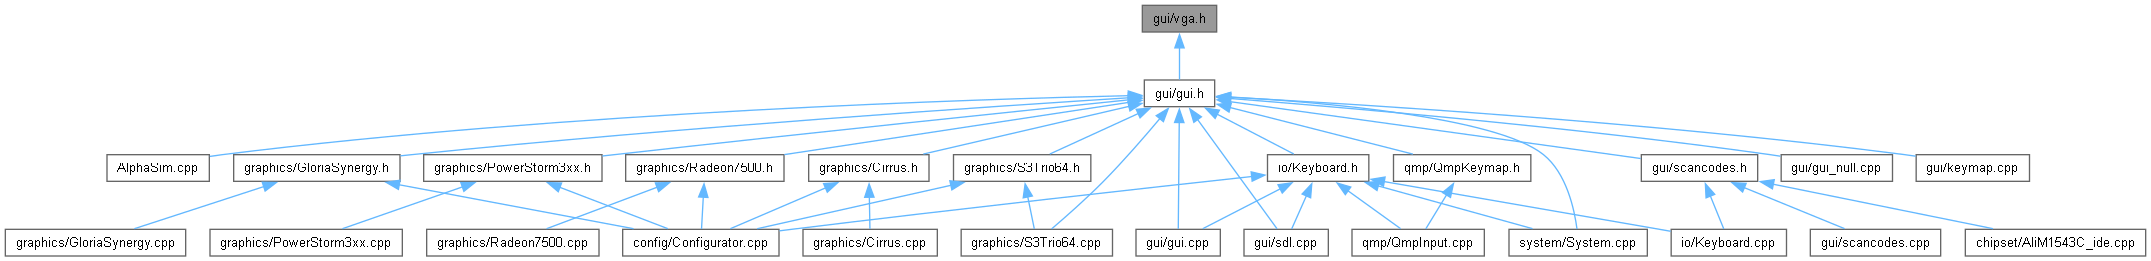 gui/vga.h
gui/gui.h
AlphaSim.cpp
graphics/GloriaSynergy.h
graphics/PowerStorm3xx.h
graphics/Radeon7500.h
graphics/Cirrus.h
graphics/S3Trio64.h
io/Keyboard.h
qmp/QmpKeymap.h
gui/scancodes.h
gui/gui_null.cpp
gui/keymap.cpp
graphics/GloriaSynergy.cpp
graphics/PowerStorm3xx.cpp
graphics/Radeon7500.cpp
config/Configurator.cpp
graphics/Cirrus.cpp
graphics/S3Trio64.cpp
gui/gui.cpp
gui/sdl.cpp
qmp/QmpInput.cpp
system/System.cpp
io/Keyboard.cpp
gui/scancodes.cpp
chipset/AliM1543C_ide.cpp